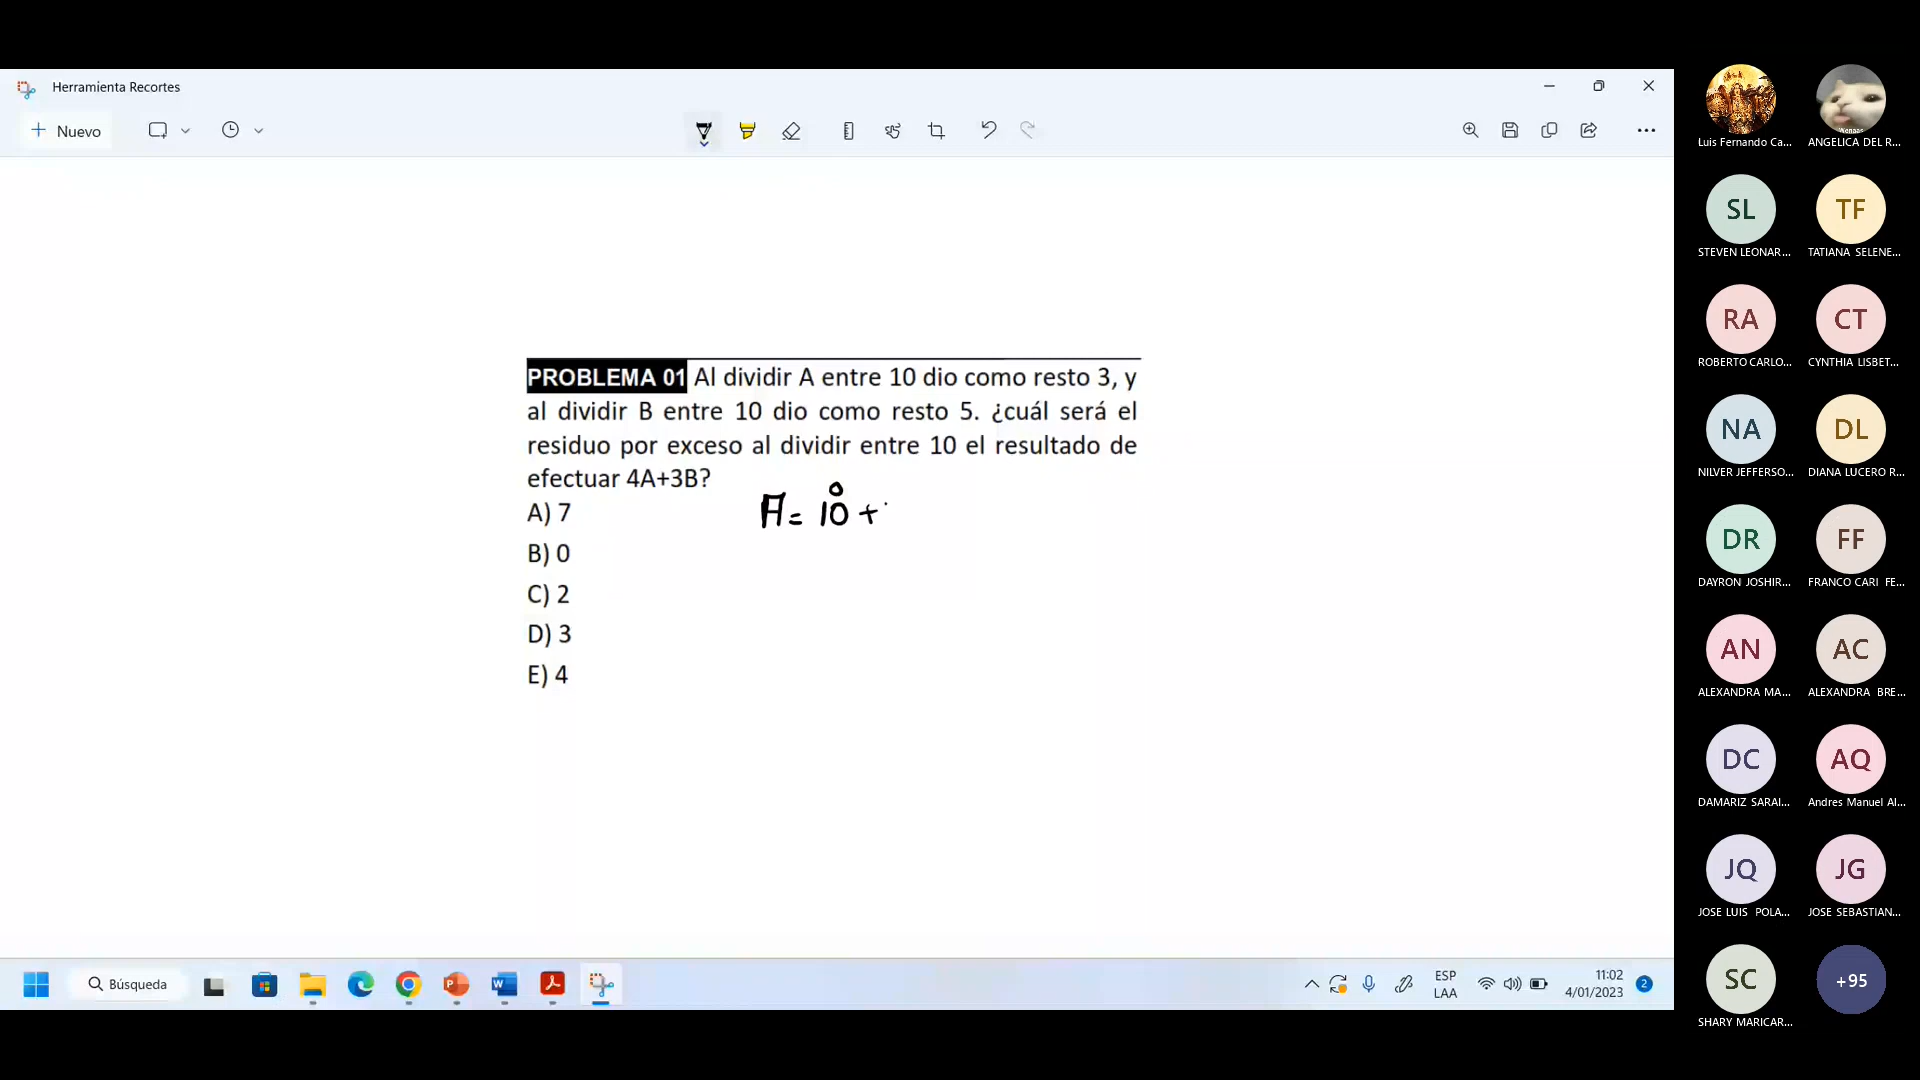 Herramienta Recortes
Nuevo
PROBLEMA 01 Al dividir A entre 10 dio como resto 3, y
al dividir B entre 10 dio como resto 5. ¿cuál será el
residuo por exceso al dividir entre 10 el resultado de
efectuar 4A+3B?
A) 7
B) 0
C) 2
D) 3
E) 4
A = 10̊ +
Luis Fernando Ca...
ANGELICA DEL R...
SL
STEVEN LEONAR...
TF
TATIANA SELENE...
RA
ROBERTO CARLO...
CT
CYNTHIA LISBET...
NA
NILVER JEFFERSO...
DL
DIANA LUCERO R...
DR
DAYRON JOSHIR...
FF
FRANCO CARI FE...
AN
ALEXANDRA MA...
AC
ALEXANDRA BRE...
DC
DAMARIZ SARAI...
AQ
Andres Manuel Al...
JQ
JOSE LUIS POLA...
JG
JOSE SEBASTIAN...
SC
SHARY MARICAR...
+95
Búsqueda
ESP
LAA
11:02
4/01/2023
2